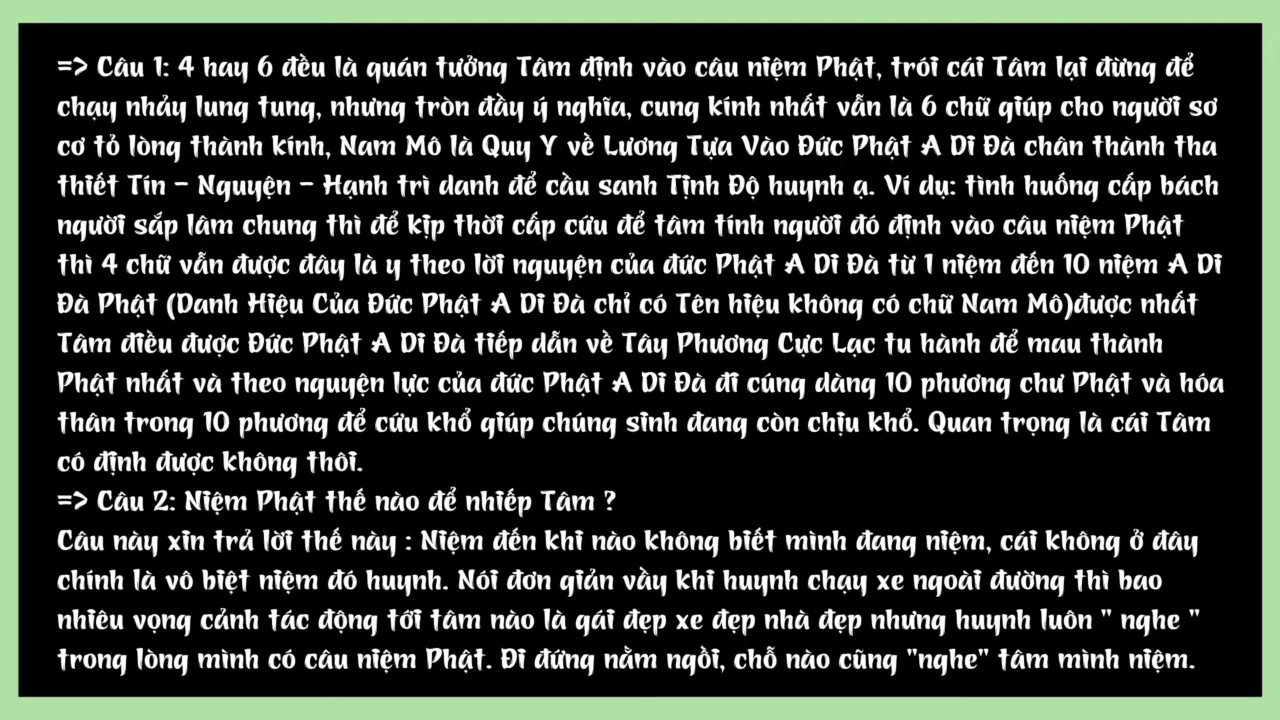 => Câu 1: 4 hay 6 đều là quán tưởng Tâm định vào câu niệm Phật, trói cái Tâm lại đừng để
chạy nhảy lung tung, nhưng tròn đầy ý nghĩa, cung kính nhất vẫn là 6 chữ giúp cho người sơ
cơ tỏ lòng thành kính, Nam Mô là Quy Y về Lương Tựa Vào Đức Phật A Di Đà chân thành tha
thiết Tín – Nguyện – Hạnh trì danh để cầu sanh Tịnh Độ huynh ạ. Ví dụ: tình huống cấp bách
người sắp lâm chung thì để kịp thời cấp cứu để tâm tính người đó định vào câu niệm Phật
thì 4 chữ vẫn được đây là y theo lời nguyện của đức Phật A Di Đà từ 1 niệm đến 10 niệm A Di
Đà Phật (Danh Hiệu Của Đức Phật A Di Đà chỉ có Tên hiệu không có chữ Nam Mô)được nhất
Tâm điều được Đức Phật A Di Đà tiếp dẫn về Tây Phương Cực Lạc tu hành để mau thành
Phật nhất và theo nguyện lực của đức Phật A Di Đà đi cúng dàng 10 phương chư Phật và hóa
thân trong 10 phương để cứu khổ giúp chúng sinh đang còn chịu khổ. Quan trọng là cái Tâm
có định được không thôi.
=> Câu 2: Niệm Phật thế nào để nhiếp Tâm ?
Câu này xin trả lời thế này : Niệm đến khi nào không biết mình đang niệm, cái không ở đây
chính là vô biệt niệm đó huynh. Nói đơn giản vầy khi huynh chạy xe ngoài đường thì bao
nhiêu vọng cảnh tác động tới tâm nào là gái đẹp xe đẹp nhà đẹp nhưng huynh luôn " nghe "
trong lòng mình có câu niệm Phật. Đi đứng nằm ngồi, chỗ nào cũng "nghe" tâm mình niệm.